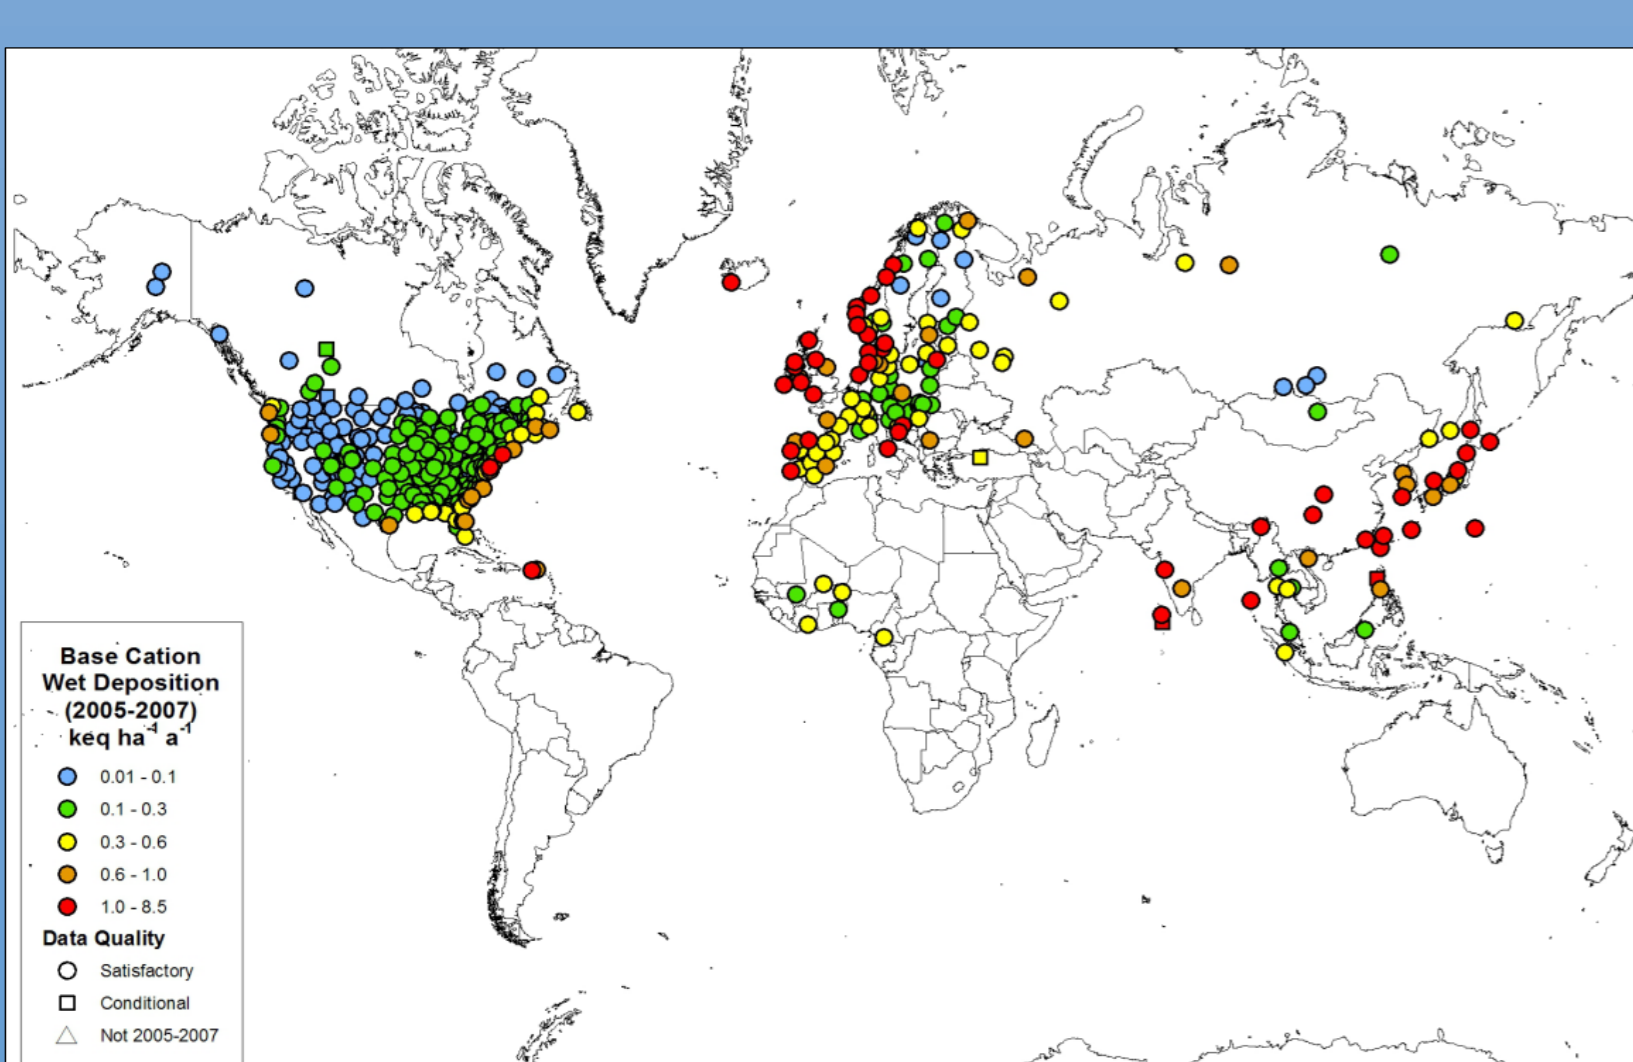 Base Cation
Wet Deposition
(2005-2007)
keq ha⁻¹ a⁻¹
0.01 - 0.1
0.1 - 0.3
0.3 - 0.6
0.6 - 1.0
1.0 - 8.5
Data Quality
Satisfactory
Conditional
Not 2005-2007